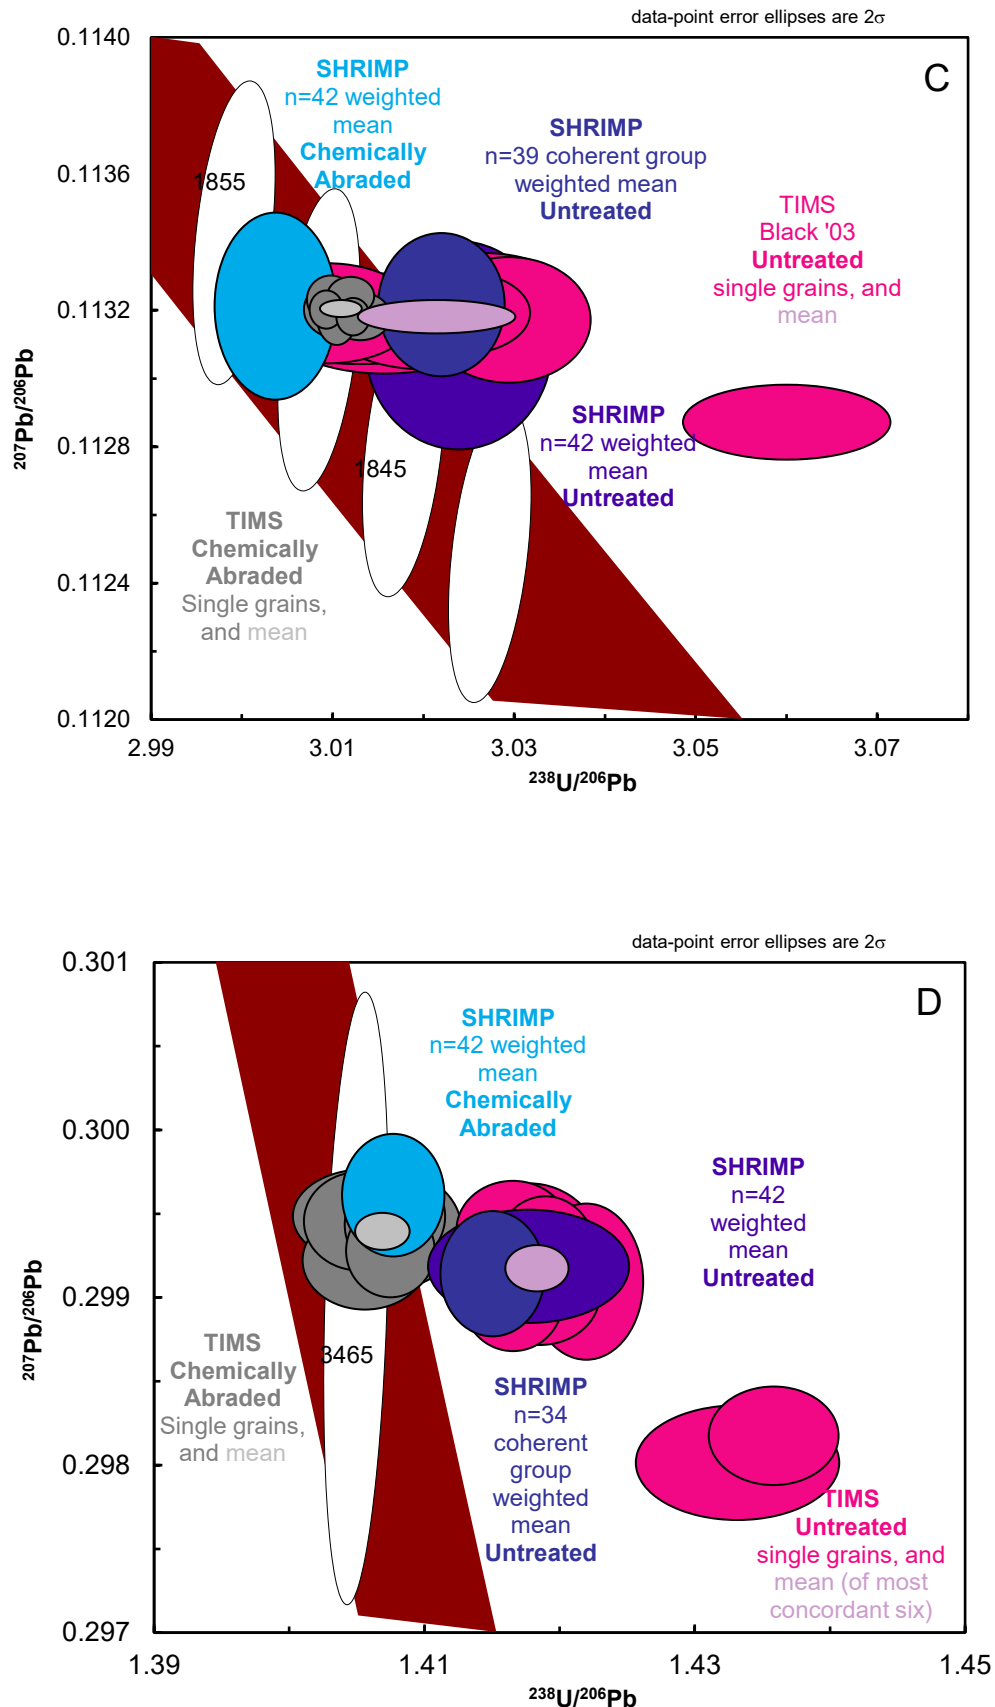 data-point error ellipses are 2σ
C
0.1140
0.1136
0.1132
0.1128
0.1124
0.1120
²⁰⁷Pb/²⁰⁶Pb
SHRIMP
n=42 weighted
mean
Chemically
Abraded
1855
SHRIMP
n=39 coherent group
weighted mean
Untreated
TIMS
Black '03
Untreated
single grains, and
mean
SHRIMP
n=42 weighted
mean
Untreated
1845
TIMS
Chemically
Abraded
Single grains,
and mean
2.99
3.01
3.03
3.05
3.07
²³⁸U/²⁰⁶Pb
data-point error ellipses are 2σ
D
0.301
0.300
0.299
0.298
0.297
²⁰⁷Pb/²⁰⁶Pb
SHRIMP
n=42 weighted
mean
Chemically
Abraded
SHRIMP
n=42
weighted
mean
Untreated
3465
TIMS
Chemically
Abraded
Single grains,
and mean
SHRIMP
n=34
coherent
group
weighted
mean
Untreated
TIMS
Untreated
single grains, and
mean (of most
concordant six)
1.39
1.41
1.43
1.45
²³⁸U/²⁰⁶Pb